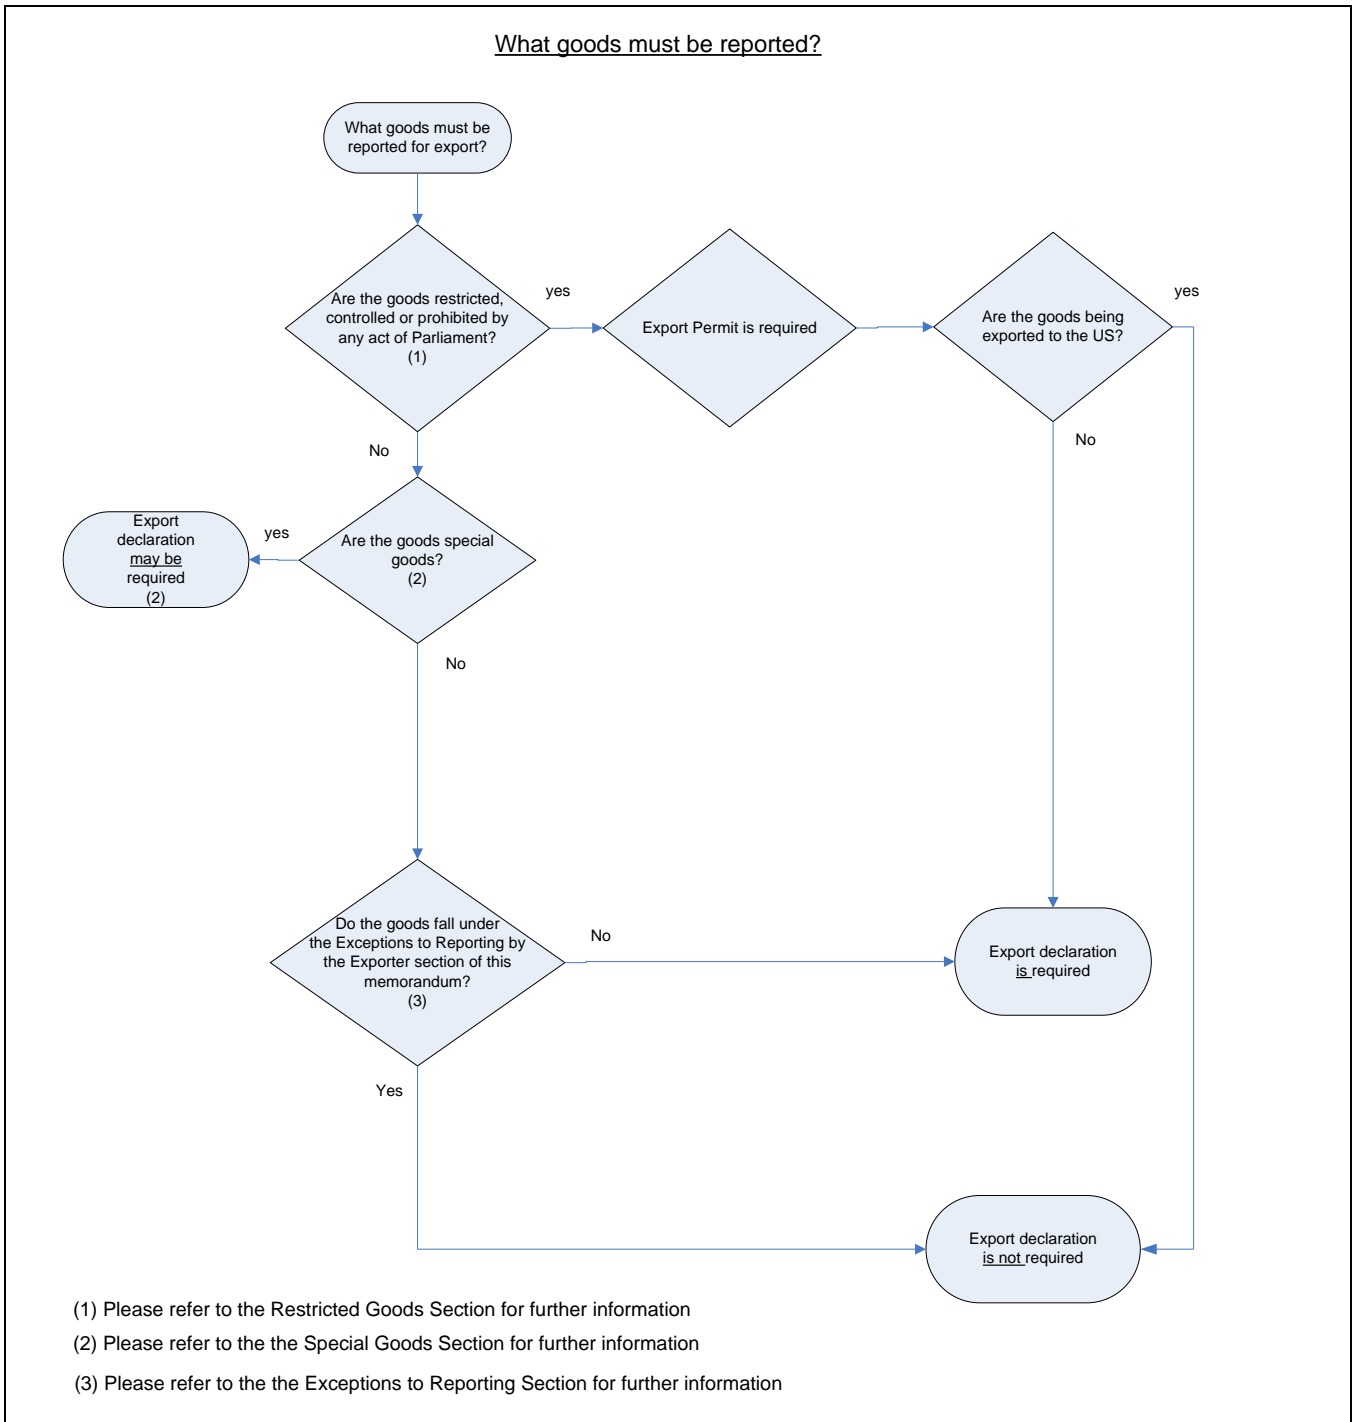 What goods must be reported?
What goods must be
reported for export?
Are the goods restricted,
controlled or prohibited by
any act of Parliament?
(1)
yes
Export Permit is required
Are the goods being
exported to the US?
yes
No
No
Export
declaration
may be
required
(2)
yes
Are the goods special
goods?
(2)
No
Do the goods fall under
the Exceptions to Reporting by
the Exporter section of this
memorandum?
(3)
No
Export declaration
is required
Yes
Export declaration
is not required
(1) Please refer to the Restricted Goods Section for further information
(2) Please refer to the the Special Goods Section for further information
(3) Please refer to the the Exceptions to Reporting Section for further information